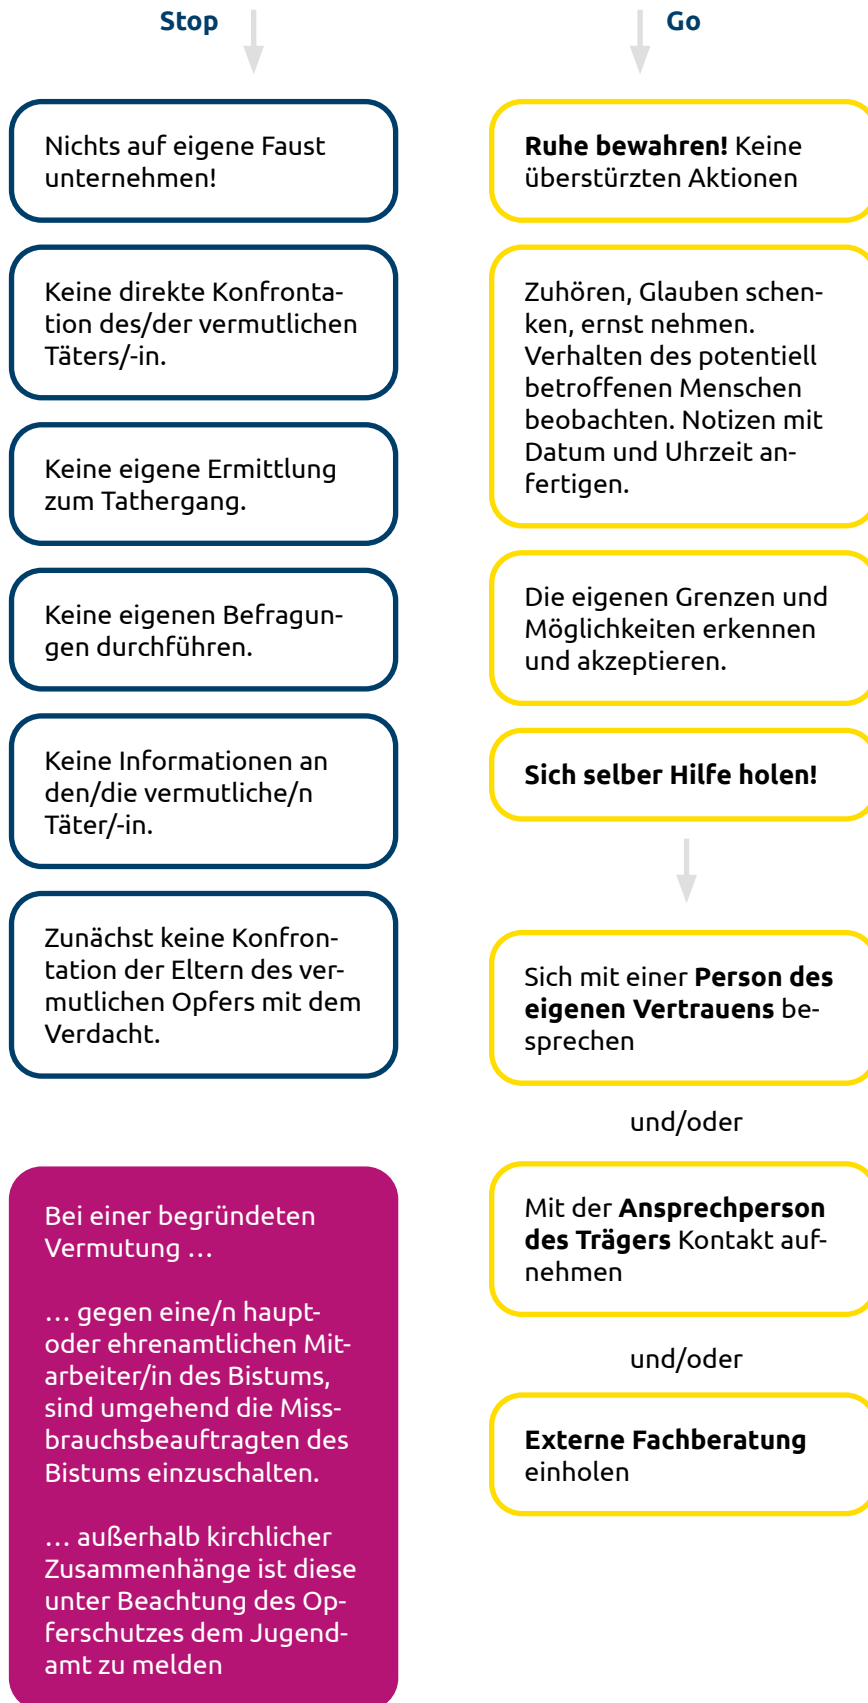 Stop
Nichts auf eigene Faust
unternehmen!
Keine direkte Konfronta-
tion des/der vermutlichen
Täters/-in.
Keine eigene Ermittlung
zum Tathergang.
Keine eigenen Befragun-
gen durchführen.
Keine Informationen an
den/die vermutliche/n
Täter/-in.
Zunächst keine Konfron-
tation der Eltern des ver-
mutlichen Opfers mit dem
Verdacht.
Bei einer begründeten
Vermutung …
… gegen eine/n haupt-
oder ehrenamtlichen Mit-
arbeiter/in des Bistums,
sind umgehend die Miss-
brauchsbeauftragten des
Bistums einzuschalten.
… außerhalb kirchlicher
Zusammenhänge ist diese
unter Beachtung des Op-
ferschutzes dem Jugend-
amt zu melden
Go
Ruhe bewahren! Keine
überstürzten Aktionen
Zuhören, Glauben schen-
ken, ernst nehmen.
Verhalten des potentiell
betroffenen Menschen
beobachten. Notizen mit
Datum und Uhrzeit an-
fertigen.
Die eigenen Grenzen und
Möglichkeiten erkennen
und akzeptieren.
Sich selber Hilfe holen!
Sich mit einer Person des
eigenen Vertrauens be-
sprechen
und/oder
Mit der Ansprechperson
des Trägers Kontakt auf-
nehmen
und/oder
Externe Fachberatung
einholen